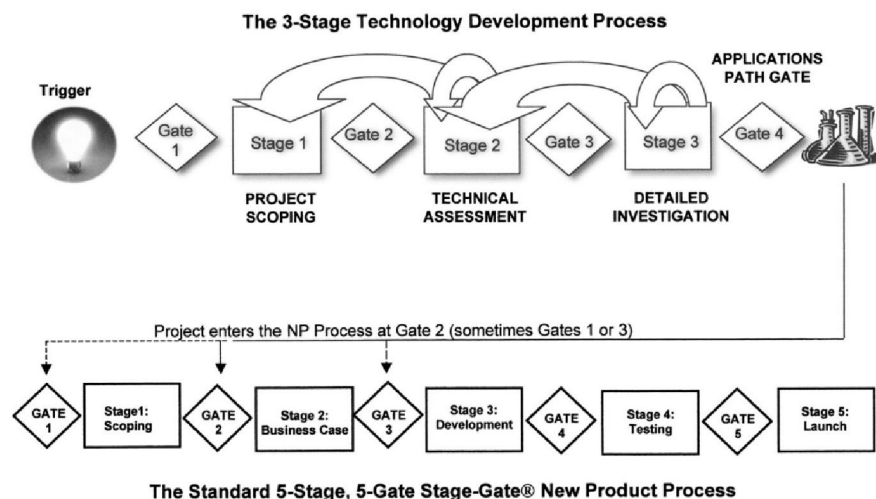 The 3-Stage Technology Development Process
APPLICATIONS
PATH GATE
Trigger
Gate
1
Stage 1
Gate 2
Stage 2
Gate 3
Stage 3
Gate 4
PROJECT
SCOPING
TECHNICAL
ASSESSMENT
DETAILED
INVESTIGATION
Project enters the NP Process at Gate 2 (sometimes Gates 1 or 3)
GATE
1
Stage1:
Scoping
GATE
2
Stage 2:
Business Case
GATE
3
Stage 3:
Development
GATE
4
Stage 4:
Testing
GATE
5
Stage 5:
Launch
The Standard 5-Stage, 5-Gate Stage-Gate® New Product Process